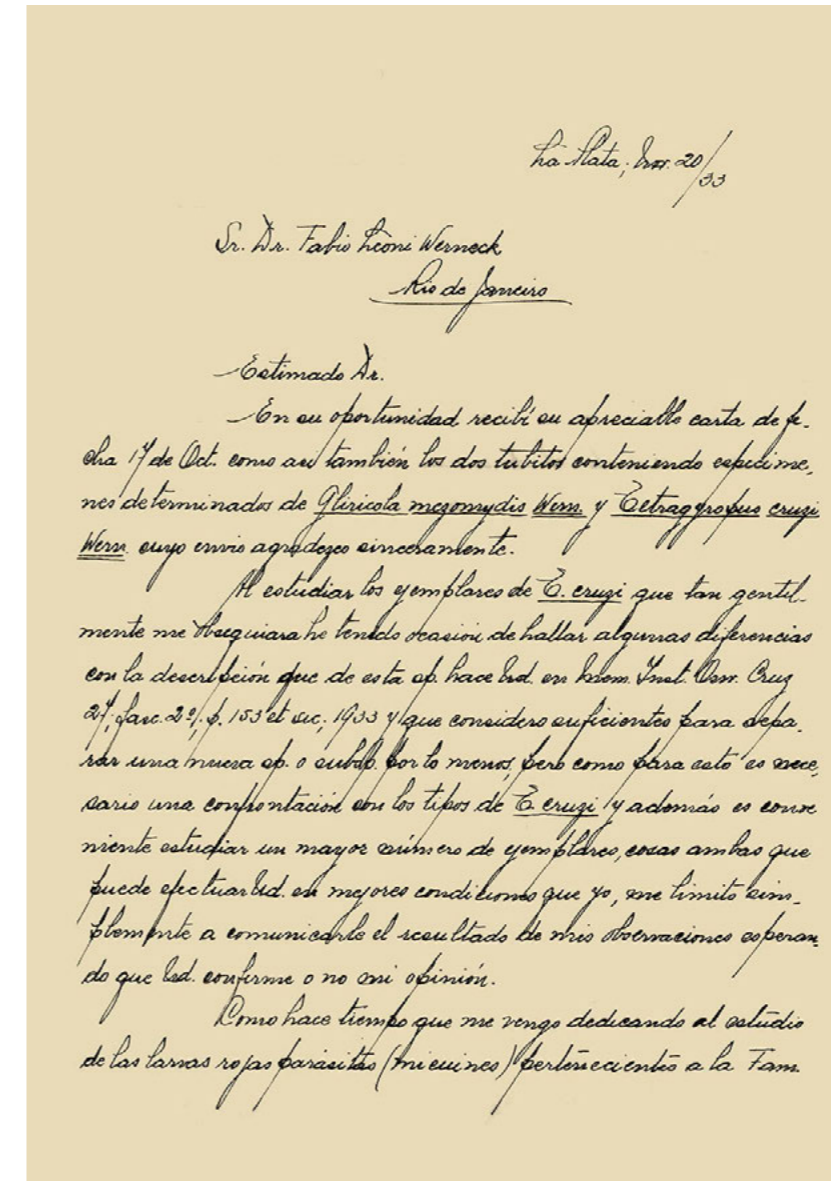 La Plata, Nov. 20/33
Sr. Dr. Fabio Leoni Werneck
Rio de Janeiro
Estimado Dr.
En su oportunidad recibí su apreciable carta de fe-
cha 17 de Oct. como así también los dos tubitos conteniendo especime-
nes determinados de Gliricola mezomydis Wern. y Tetragyropus cruzi
Wern. cuyo envio agradezco sinceramente.
Al estudiar los ejemplares de T. cruzi que tan gentil-
mente me obsequiara he tenido ocasión de hallar algunas diferencias
con la descripción que de esta sp. hace Ud. en Mem. Inst. Osw. Cruz
27, fasc. 2º, p. 153 et sic., 1933 y que considero suficientes para sepa-
rar una nueva sp. o subsp. por lo menos, pero como para esto es nece-
sario una confrontación con los tipos de T. cruzi y además es conve
niente estudiar un mayor número de ejemplares, cosas ambas que
puede efectuar Ud. en mejores condiciones que yo, me limito sim-
plemente a comunicarle el resultado de mis observaciones esperan-
do que Ud. confirme o no mi opinión.
Como hace tiempo que me vengo dedicando al estudio
de las larvas rojas parásitas (micuines) pertenecientes a la Fam.